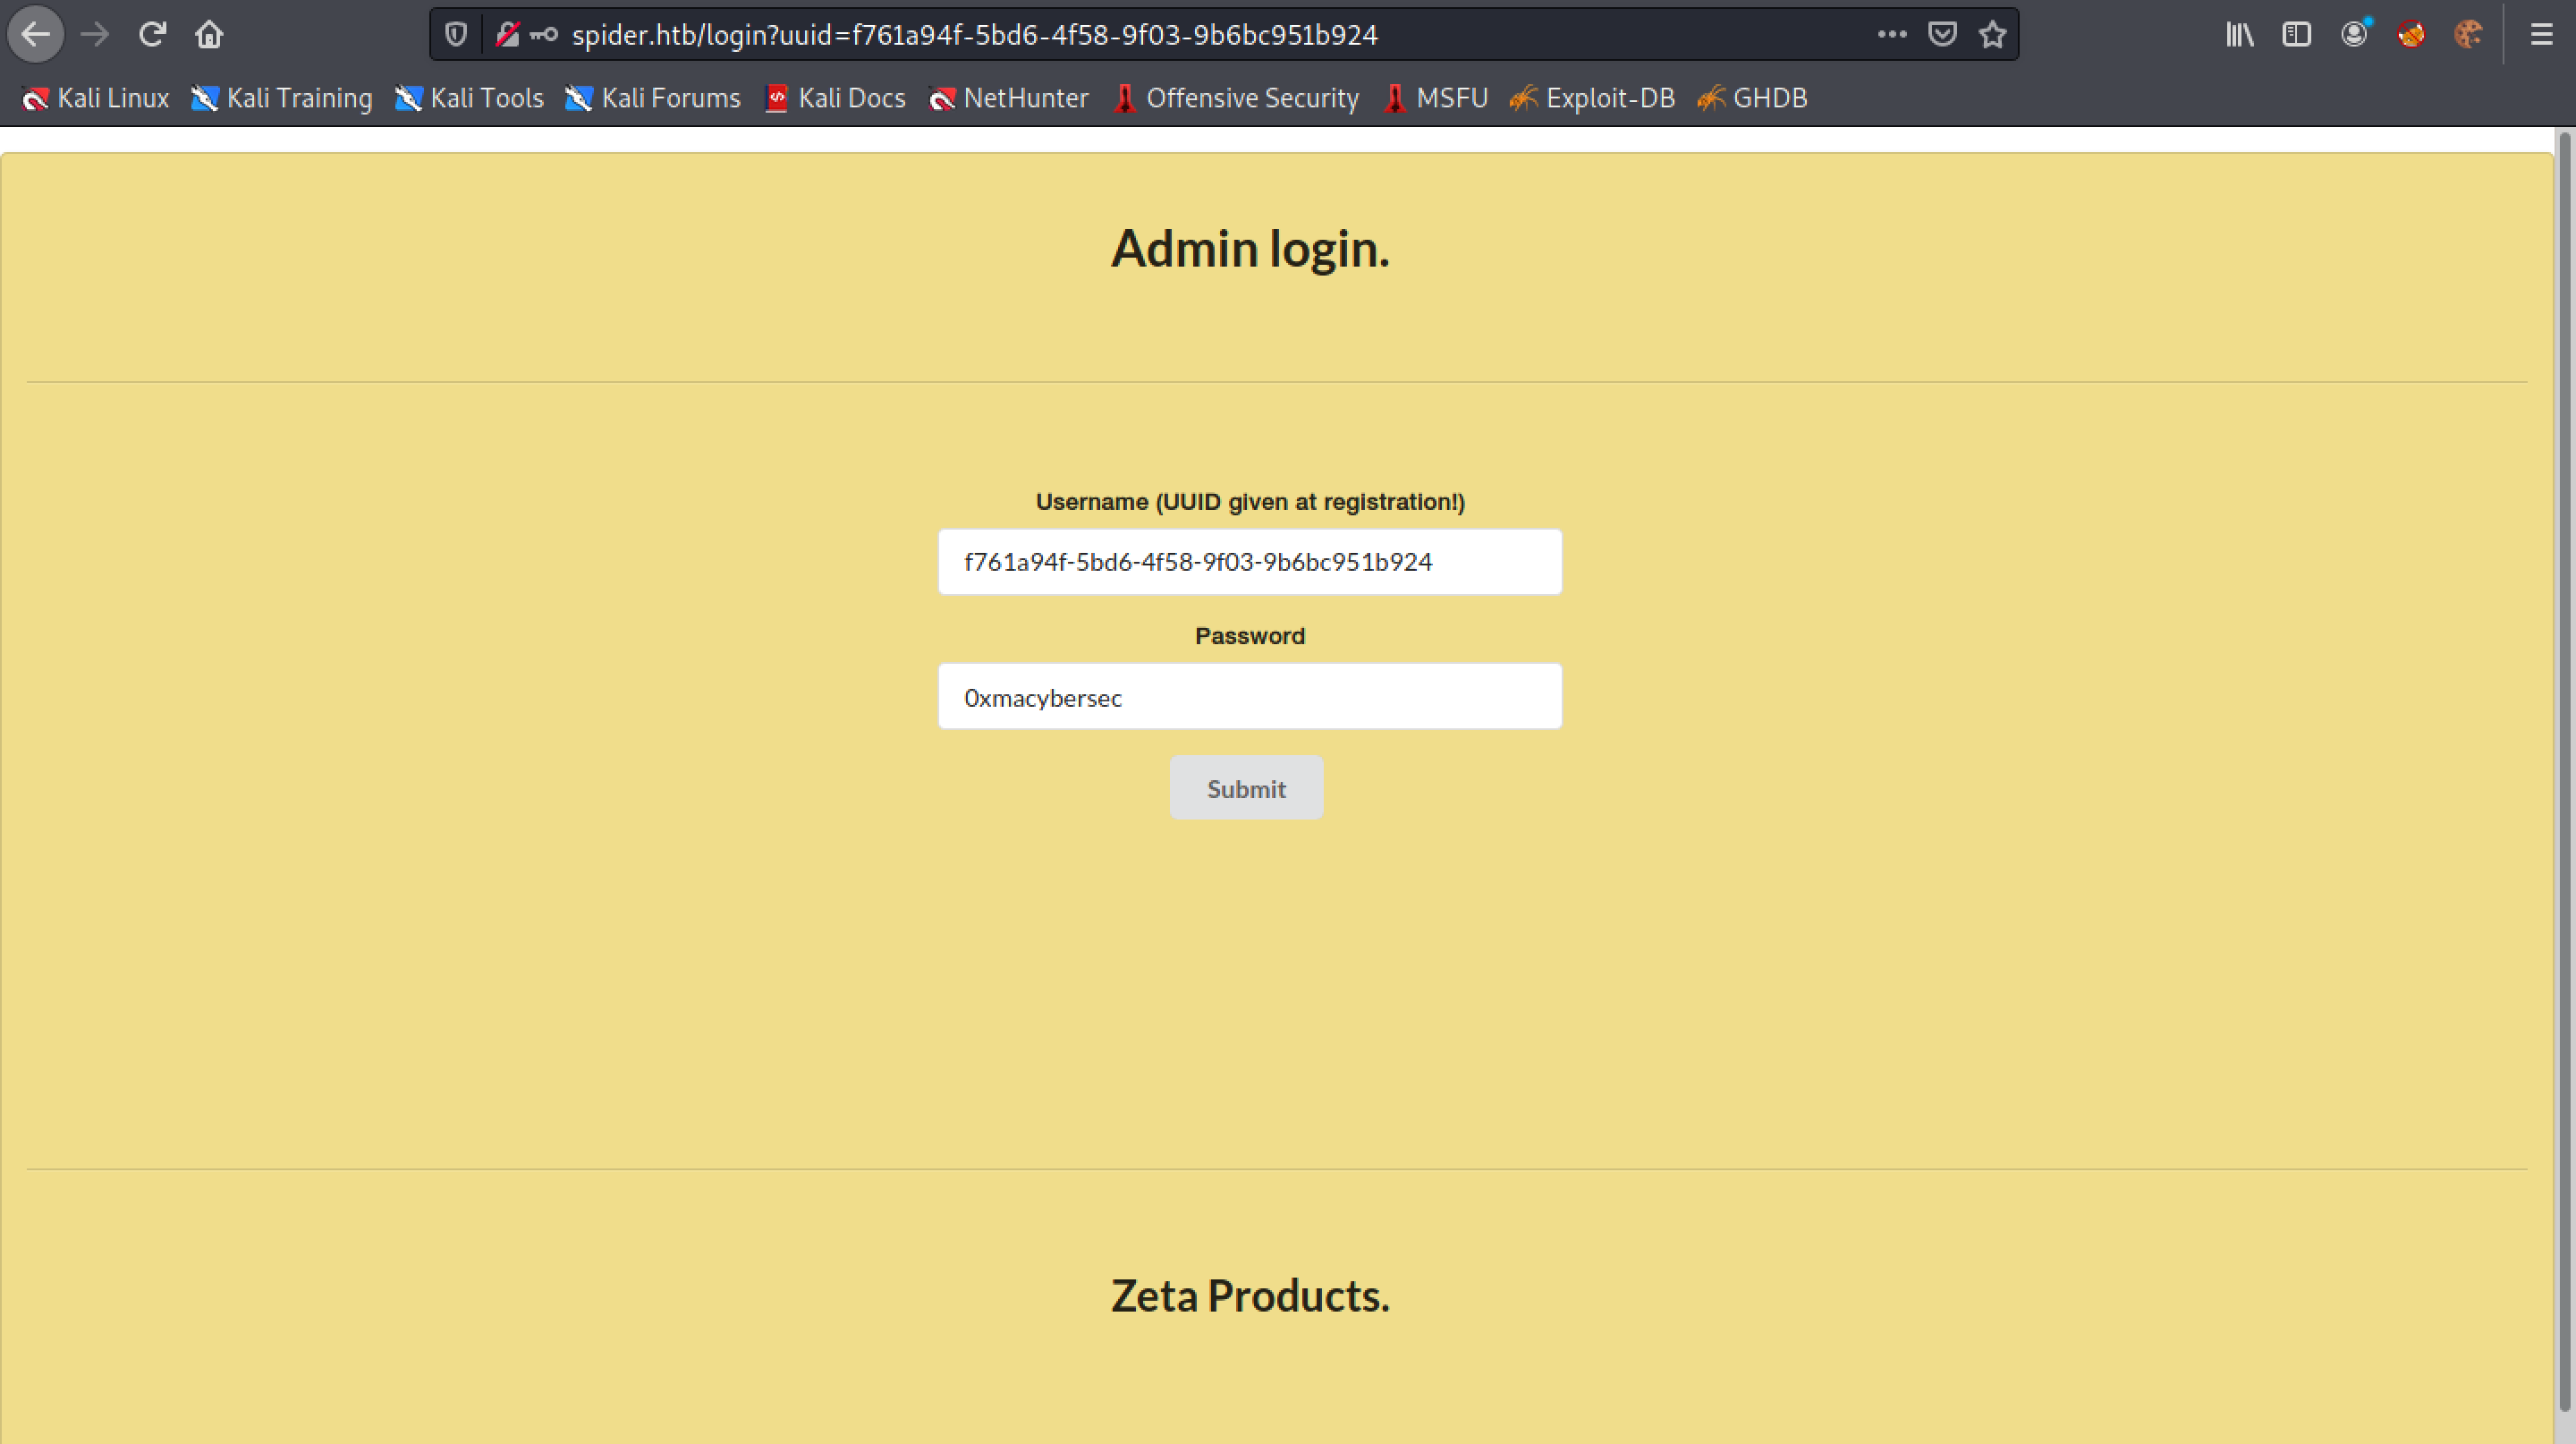 spider.htb/login?uuid=f761a94f-5bd6-4f58-9f03-9b6bc951b924
Kali Linux Kali Training Kali Tools Kali Forums Kali Docs NetHunter Offensive Security MSFU Exploit-DB GHDB
Admin login.
Username (UUID given at registration!)
f761a94f-5bd6-4f58-9f03-9b6bc951b924
Password
0xmacybersec
Submit
Zeta Products.